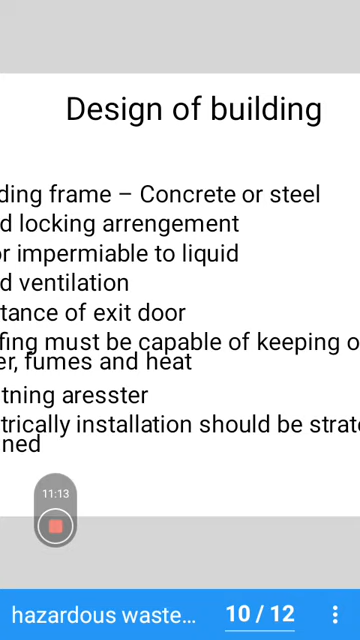 Design of building
ding frame – Concrete or steel
d locking arrengement
or impermiable to liquid
d ventilation
tance of exit door
fing must be capable of keeping o
er, fumes and heat
tning aresster
trically installation should be strat
ned
11:13
hazardous waste...
10 / 12